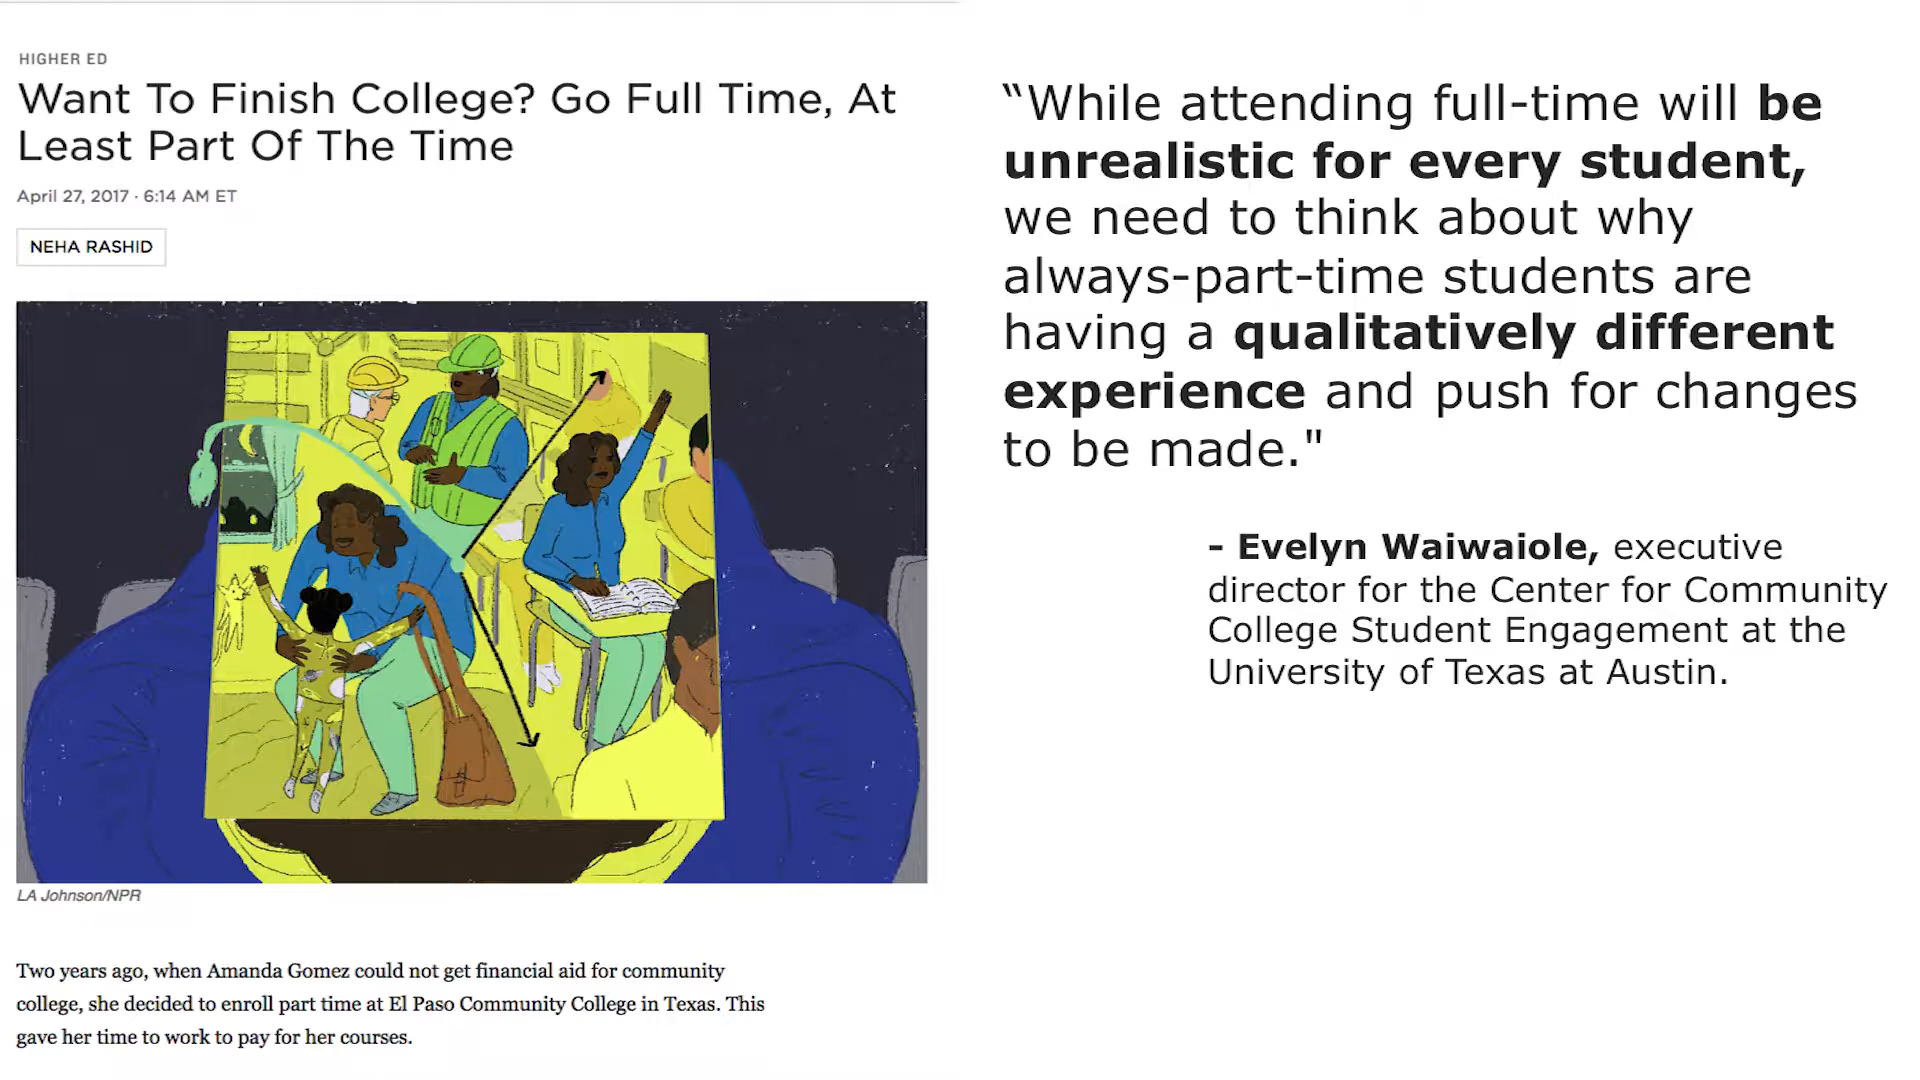 HIGHER ED
Want To Finish College? Go Full Time, At
Least Part Of The Time
April 27, 2017 · 6:14 AM ET
NEHA RASHID
LA Johnson/NPR
Two years ago, when Amanda Gomez could not get financial aid for community
college, she decided to enroll part time at El Paso Community College in Texas. This
gave her time to work to pay for her courses.
“While attending full-time will be
unrealistic for every student,
we need to think about why
always-part-time students are
having a qualitatively different
experience and push for changes
to be made."
- Evelyn Waiwaiole, executive
director for the Center for Community
College Student Engagement at the
University of Texas at Austin.